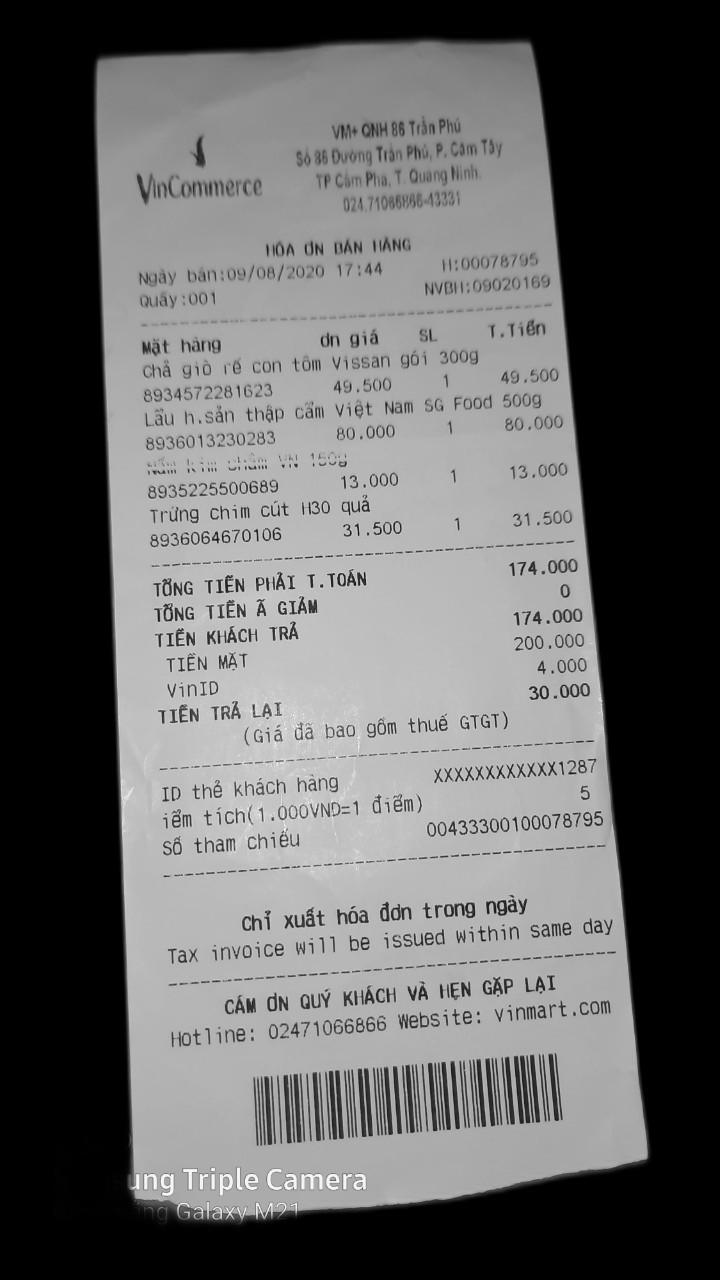 VinCommerce
VM+ QNH 86 Trần Phú
Số 86 Đường Trần Phú, P. Cẩm Tây
TP Cẩm Phả, T. Quảng Ninh.
024.71066866-43331
HÓA ƠN BÁN HÀNG
Ngày bán:09/08/2020 17:44 H:00078795
Quầy:001 NVBH:09020169
Mặt hàng ơn giá SL T.Tiền
Chả giò rế con tôm Vissan gói 300g
8934572281623 49.500 1 49.500
Lẩu h.sản thập cẩm Việt Nam SG Food 500g
8936013230283 80.000 1 80.000
Nấm kim châm VN 150g
8935225500689 13.000 1 13.000
Trứng chim cút H30 quả
8936064670106 31.500 1 31.500
TỔNG TIỀN PHẢI T.TOÁN 174.000
TỔNG TIỀN Ã GIẢM 0
TIỀN KHÁCH TRẢ 174.000
TIỀN MẶT 200.000
VinID 4.000
TIỀN TRẢ LẠI 30.000
(Giá đã bao gồm thuế GTGT)
ID thẻ khách hàng XXXXXXXXXXXX1287
iểm tích(1.000VND=1 điểm) 5
Số tham chiếu 00433300100078795
Chỉ xuất hóa đơn trong ngày
Tax invoice will be issued within same day
CÁM ƠN QUÝ KHÁCH VÀ HẸN GẶP LẠI
Hotline: 02471066866 Website: vinmart.com
ung Triple Camera
ng Galaxy M21